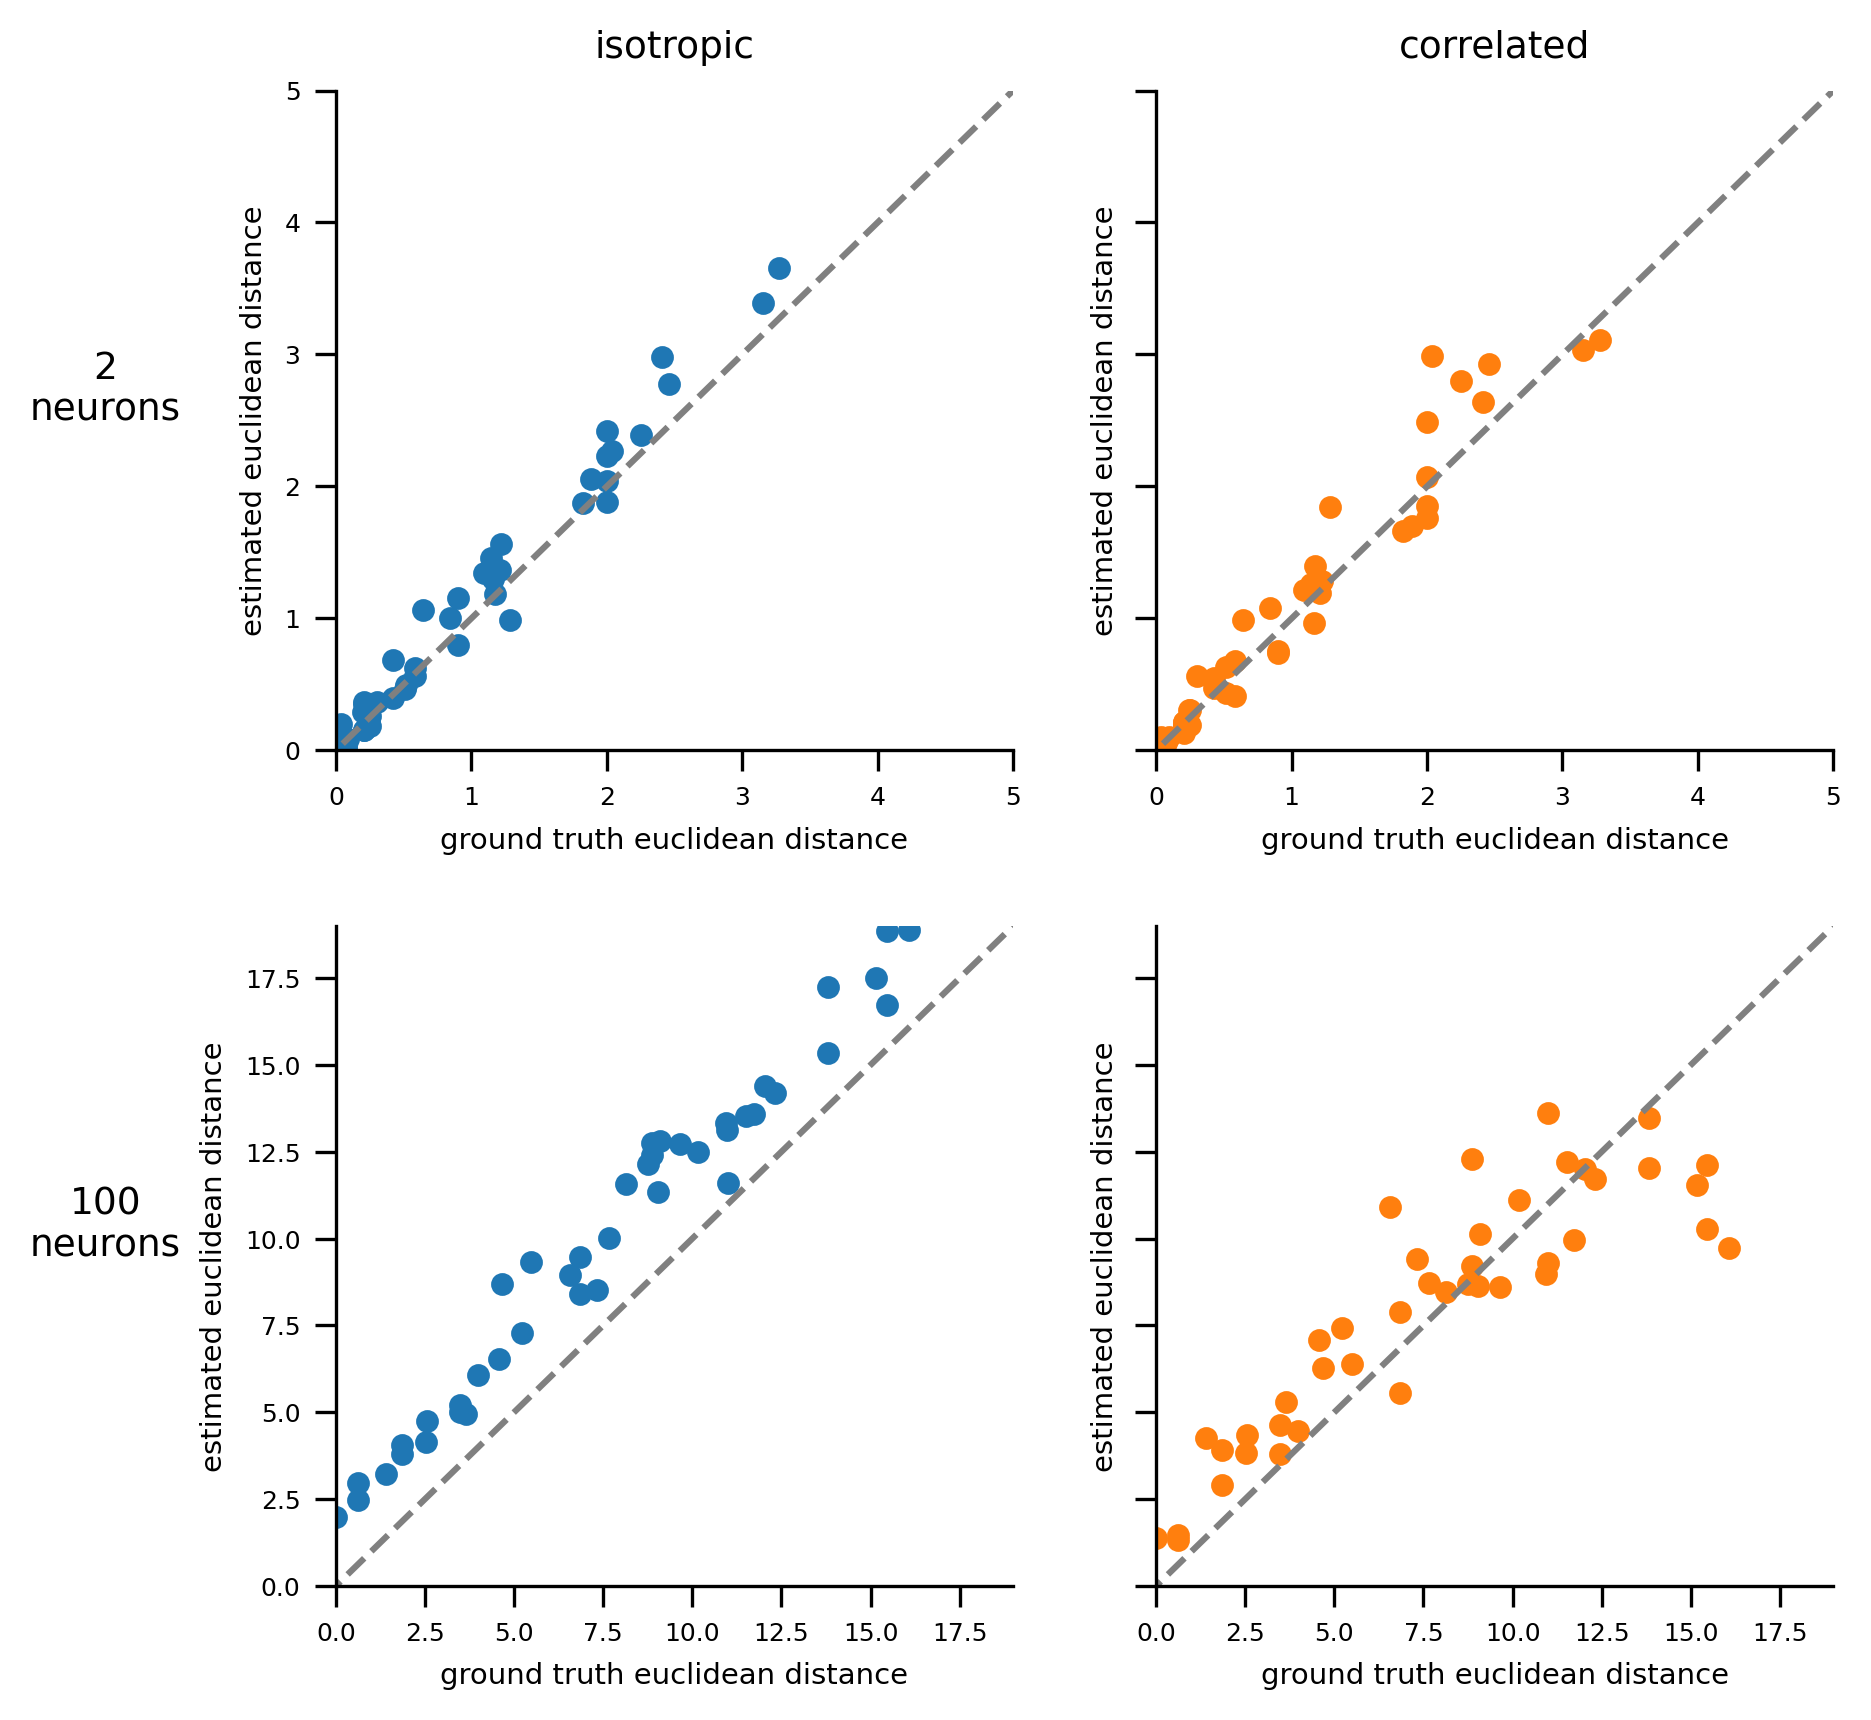 isotropic
correlated
2
neurons
estimated euclidean distance
5
4
3
2
1
0
0 1 2 3 4 5
ground truth euclidean distance
estimated euclidean distance
0 1 2 3 4 5
ground truth euclidean distance
100
neurons
estimated euclidean distance
17.5
15.0
12.5
10.0
7.5
5.0
2.5
0.0
0.0 2.5 5.0 7.5 10.0 12.5 15.0 17.5
ground truth euclidean distance
estimated euclidean distance
0.0 2.5 5.0 7.5 10.0 12.5 15.0 17.5
ground truth euclidean distance